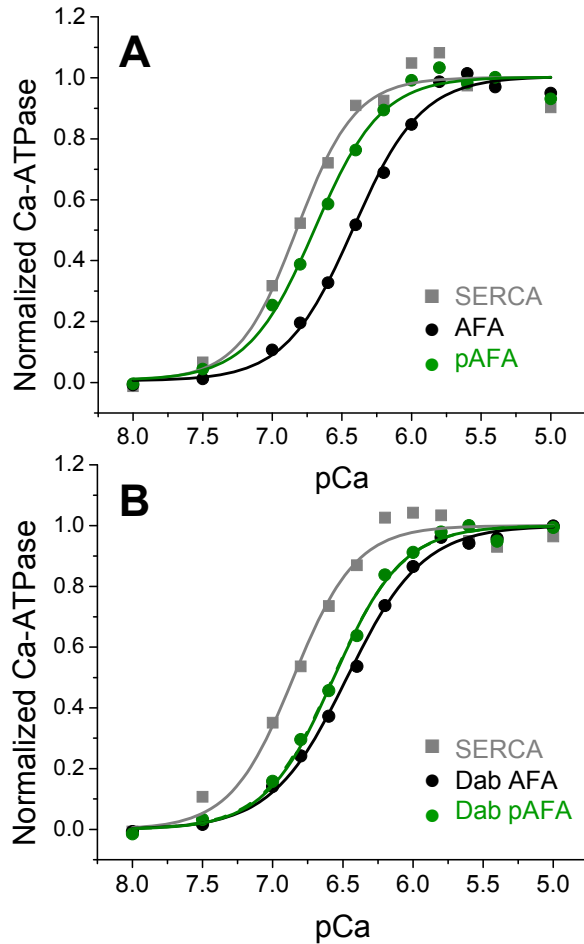 A
Normalized Ca-ATPase
1.2
1.0
0.8
0.6
0.4
0.2
0.0
SERCA
AFA
pAFA
8.0 7.5 7.0 6.5 6.0 5.5 5.0
pCa
B
Normalized Ca-ATPase
1.2
1.0
0.8
0.6
0.4
0.2
0.0
SERCA
Dab AFA
Dab pAFA
8.0 7.5 7.0 6.5 6.0 5.5 5.0
pCa